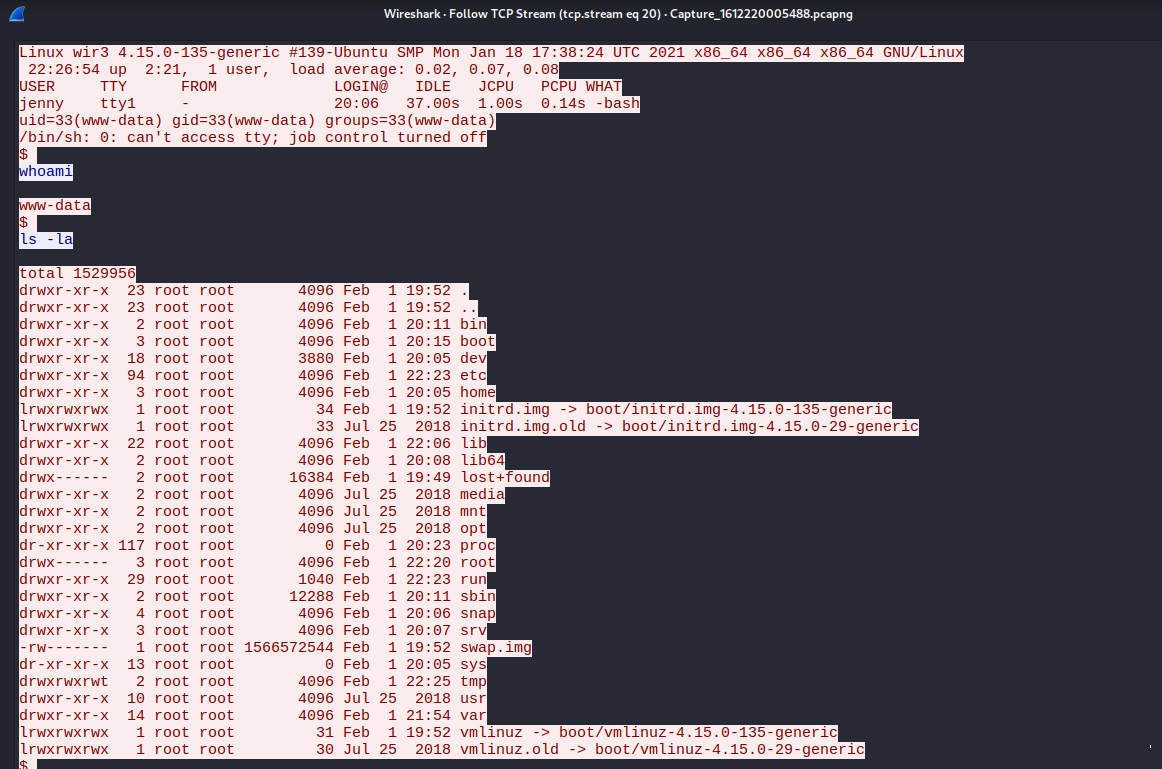 Wireshark · Follow TCP Stream (tcp.stream eq 20) · Capture_1612220005488.pcapng
Linux wir3 4.15.0-135-generic #139-Ubuntu SMP Mon Jan 18 17:38:24 UTC 2021 x86_64 x86_64 x86_64 GNU/Linux
 22:26:54 up  2:21,  1 user,  load average: 0.02, 0.07, 0.08
USER     TTY      FROM             LOGIN@   IDLE   JCPU   PCPU WHAT
jenny    tty1     -                20:06   37.00s  1.00s  0.14s -bash
uid=33(www-data) gid=33(www-data) groups=33(www-data)
/bin/sh: 0: can't access tty; job control turned off
$
whoami
www-data
$
ls -la
total 1529956
drwxr-xr-x  23 root root       4096 Feb  1 19:52 .
drwxr-xr-x  23 root root       4096 Feb  1 19:52 ..
drwxr-xr-x   2 root root       4096 Feb  1 20:11 bin
drwxr-xr-x   3 root root       4096 Feb  1 20:15 boot
drwxr-xr-x  18 root root       3880 Feb  1 20:05 dev
drwxr-xr-x  94 root root       4096 Feb  1 22:23 etc
drwxr-xr-x   3 root root       4096 Feb  1 20:05 home
lrwxrwxrwx   1 root root         34 Feb  1 19:52 initrd.img -> boot/initrd.img-4.15.0-135-generic
lrwxrwxrwx   1 root root         33 Jul 25  2018 initrd.img.old -> boot/initrd.img-4.15.0-29-generic
drwxr-xr-x  22 root root       4096 Feb  1 22:06 lib
drwxr-xr-x   2 root root       4096 Feb  1 20:08 lib64
drwx------   2 root root      16384 Feb  1 19:49 lost+found
drwxr-xr-x   2 root root       4096 Jul 25  2018 media
drwxr-xr-x   2 root root       4096 Jul 25  2018 mnt
drwxr-xr-x   2 root root       4096 Jul 25  2018 opt
dr-xr-xr-x 117 root root          0 Feb  1 20:23 proc
drwx------   3 root root       4096 Feb  1 22:20 root
drwxr-xr-x  29 root root       1040 Feb  1 22:23 run
drwxr-xr-x   2 root root      12288 Feb  1 20:11 sbin
drwxr-xr-x   4 root root       4096 Feb  1 20:06 snap
drwxr-xr-x   3 root root       4096 Feb  1 20:07 srv
-rw-------   1 root root 1566572544 Feb  1 19:52 swap.img
dr-xr-xr-x  13 root root          0 Feb  1 20:05 sys
drwxrwxrwt   2 root root       4096 Feb  1 22:25 tmp
drwxr-xr-x  10 root root       4096 Jul 25  2018 usr
drwxr-xr-x  14 root root       4096 Feb  1 21:54 var
lrwxrwxrwx   1 root root         31 Feb  1 19:52 vmlinuz -> boot/vmlinuz-4.15.0-135-generic
lrwxrwxrwx   1 root root         30 Jul 25  2018 vmlinuz.old -> boot/vmlinuz-4.15.0-29-generic
$